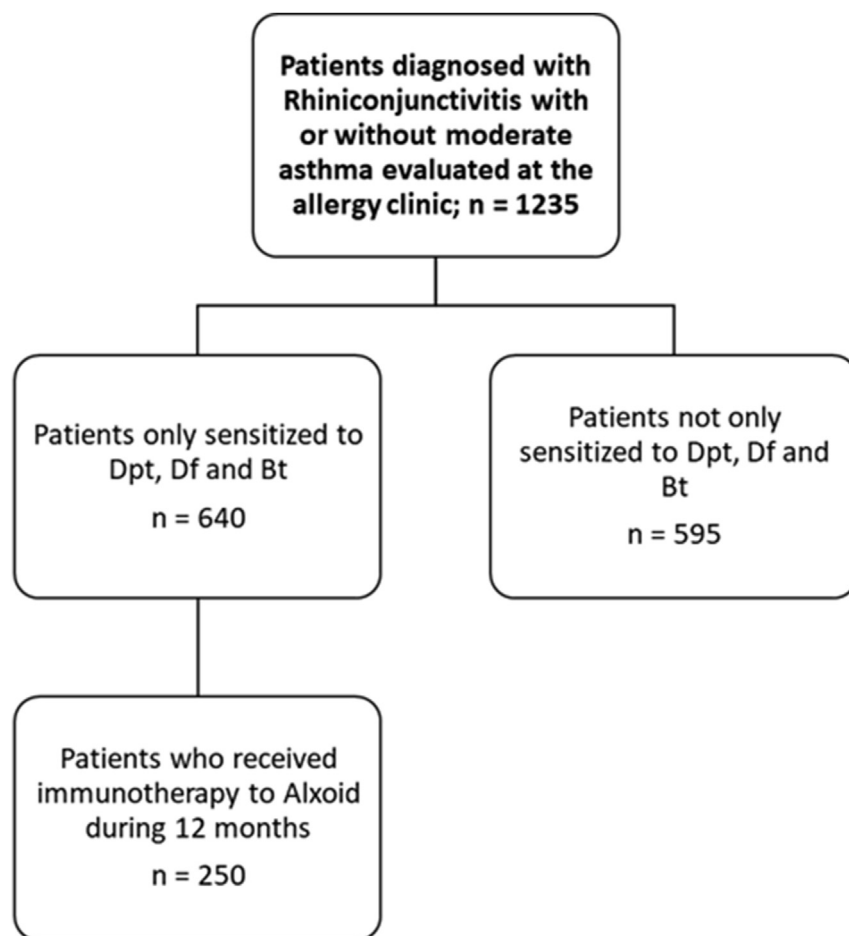 Patients diagnosed with
Rhiniconjunctivitis with
or without moderate
asthma evaluated at the
allergy clinic; n = 1235
Patients only sensitized to
Dpt, Df and Bt
n = 640
Patients not only
sensitized to Dpt, Df and
Bt
n = 595
Patients who received
immunotherapy to Alxoid
during 12 months
n = 250